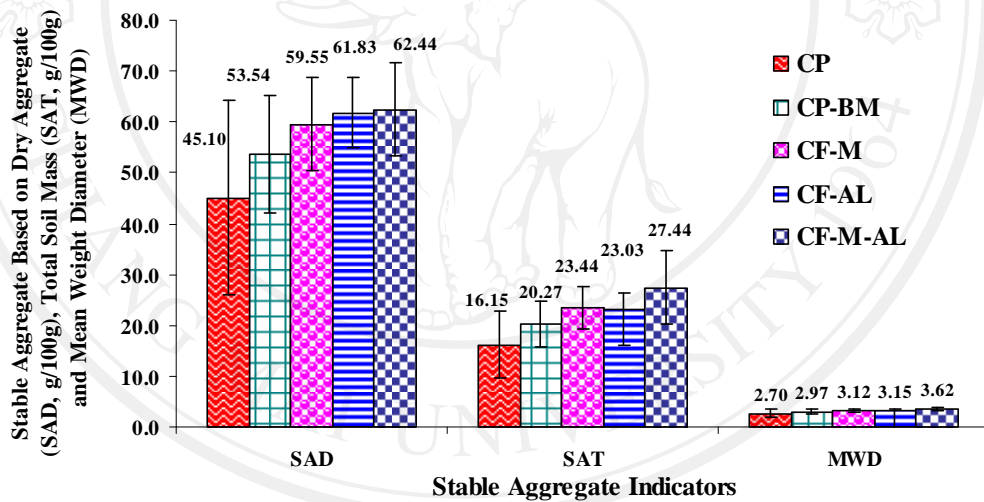 Stable Aggregate Based on Dry Aggregate
((SAD, g/100g), Total Soil Mass (SAT, g/100g)
and Mean Weight Diameter (MWD)
80.0
70.0
60.0
50.0
40.0
30.0
20.0
10.0
0.0
45.10
53.54
59.55
61.83
62.44
16.15
20.27
23.44
23.03
27.44
2.70
2.97
3.12
3.15
3.62
CP
CP-BM
CF-M
CF-AL
CF-M-AL
SAD
SAT
MWD
Stable Aggregate Indicators
UNIVERSITY